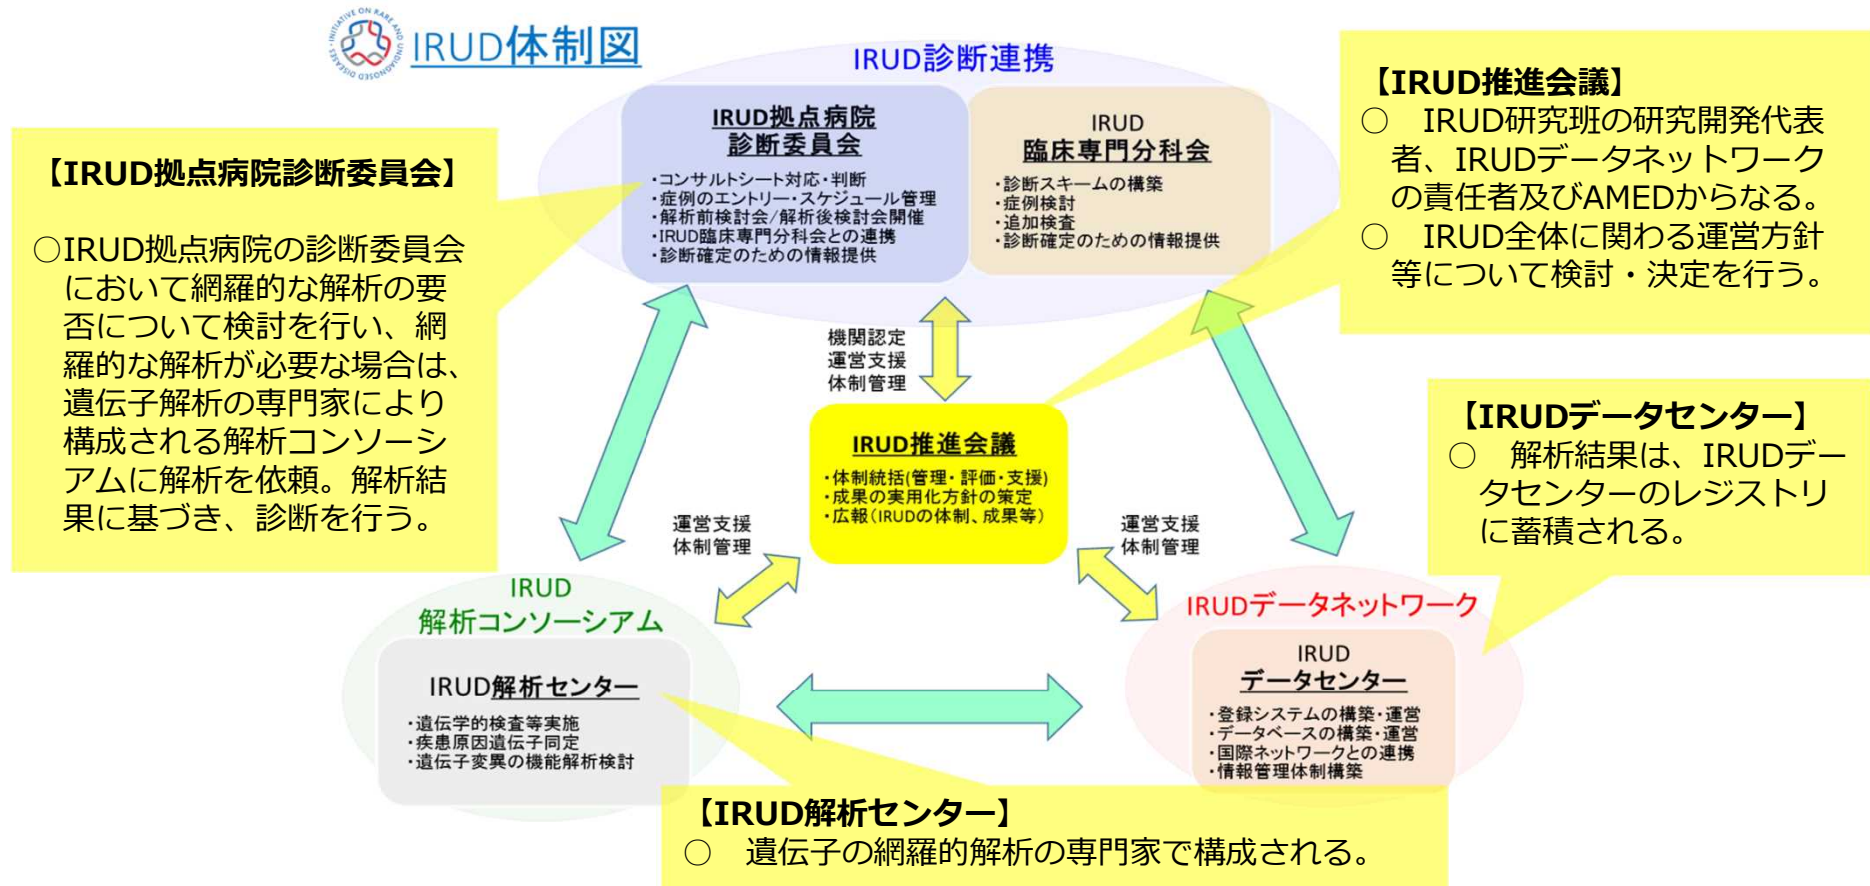 INITIATIVE ON RARE AND UNDIAGNOSED DISEASES
IRUD体制図
IRUD診断連携
IRUD拠点病院
診断委員会
・コンサルトシート対応・判断
・症例のエントリー・スケジュール管理
・解析前検討会/解析後検討会開催
・IRUD臨床専門分科会との連携
・診断確定のための情報提供
IRUD
臨床専門分科会
・診断スキームの構築
・症例検討
・追加検査
・診断確定のための情報提供
【IRUD推進会議】
○ IRUD研究班の研究開発代表
者、IRUDデータネットワーク
の責任者及びAMEDからなる。
○ IRUD全体に関わる運営方針
等について検討・決定を行う。
【IRUD拠点病院診断委員会】
○IRUD拠点病院の診断委員会
において網羅的な解析の要
否について検討を行い、網
羅的な解析が必要な場合は、
遺伝子解析の専門家により
構成される解析コンソーシ
アムに解析を依頼。解析結
果に基づき、診断を行う。
機関認定
運営支援
体制管理
IRUD推進会議
・体制統括(管理・評価・支援)
・成果の実用化方針の策定
・広報（IRUDの体制、成果等）
運営支援
体制管理
運営支援
体制管理
【IRUDデータセンター】
○ 解析結果は、IRUDデー
タセンターのレジストリ
に蓄積される。
IRUD
解析コンソーシアム
IRUD解析センター
・遺伝学的検査等実施
・疾患原因遺伝子同定
・遺伝子変異の機能解析検討
IRUDデータネットワーク
IRUD
データセンター
・登録システムの構築・運営
・データベースの構築・運営
・国際ネットワークとの連携
・情報管理体制構築
【IRUD解析センター】
○ 遺伝子の網羅的解析の専門家で構成される。